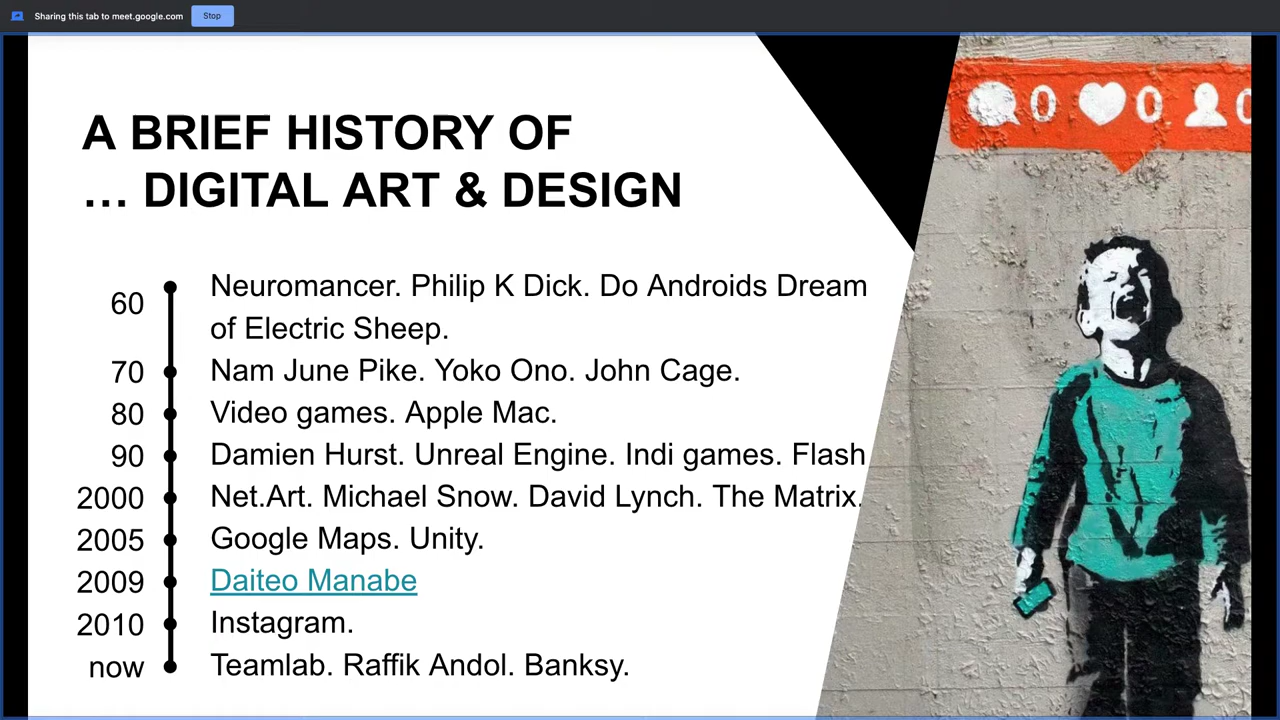 Sharing this tab to meet.google.com Stop
0 0 0
A BRIEF HISTORY OF
… DIGITAL ART & DESIGN
60 Neuromancer. Philip K Dick. Do Androids Dream
of Electric Sheep.
70 Nam June Pike. Yoko Ono. John Cage.
80 Video games. Apple Mac.
90 Damien Hurst. Unreal Engine. Indi games. Flash
2000 Net.Art. Michael Snow. David Lynch. The Matrix.
2005 Google Maps. Unity.
2009 Daiteo Manabe
2010 Instagram.
now Teamlab. Raffik Andol. Banksy.